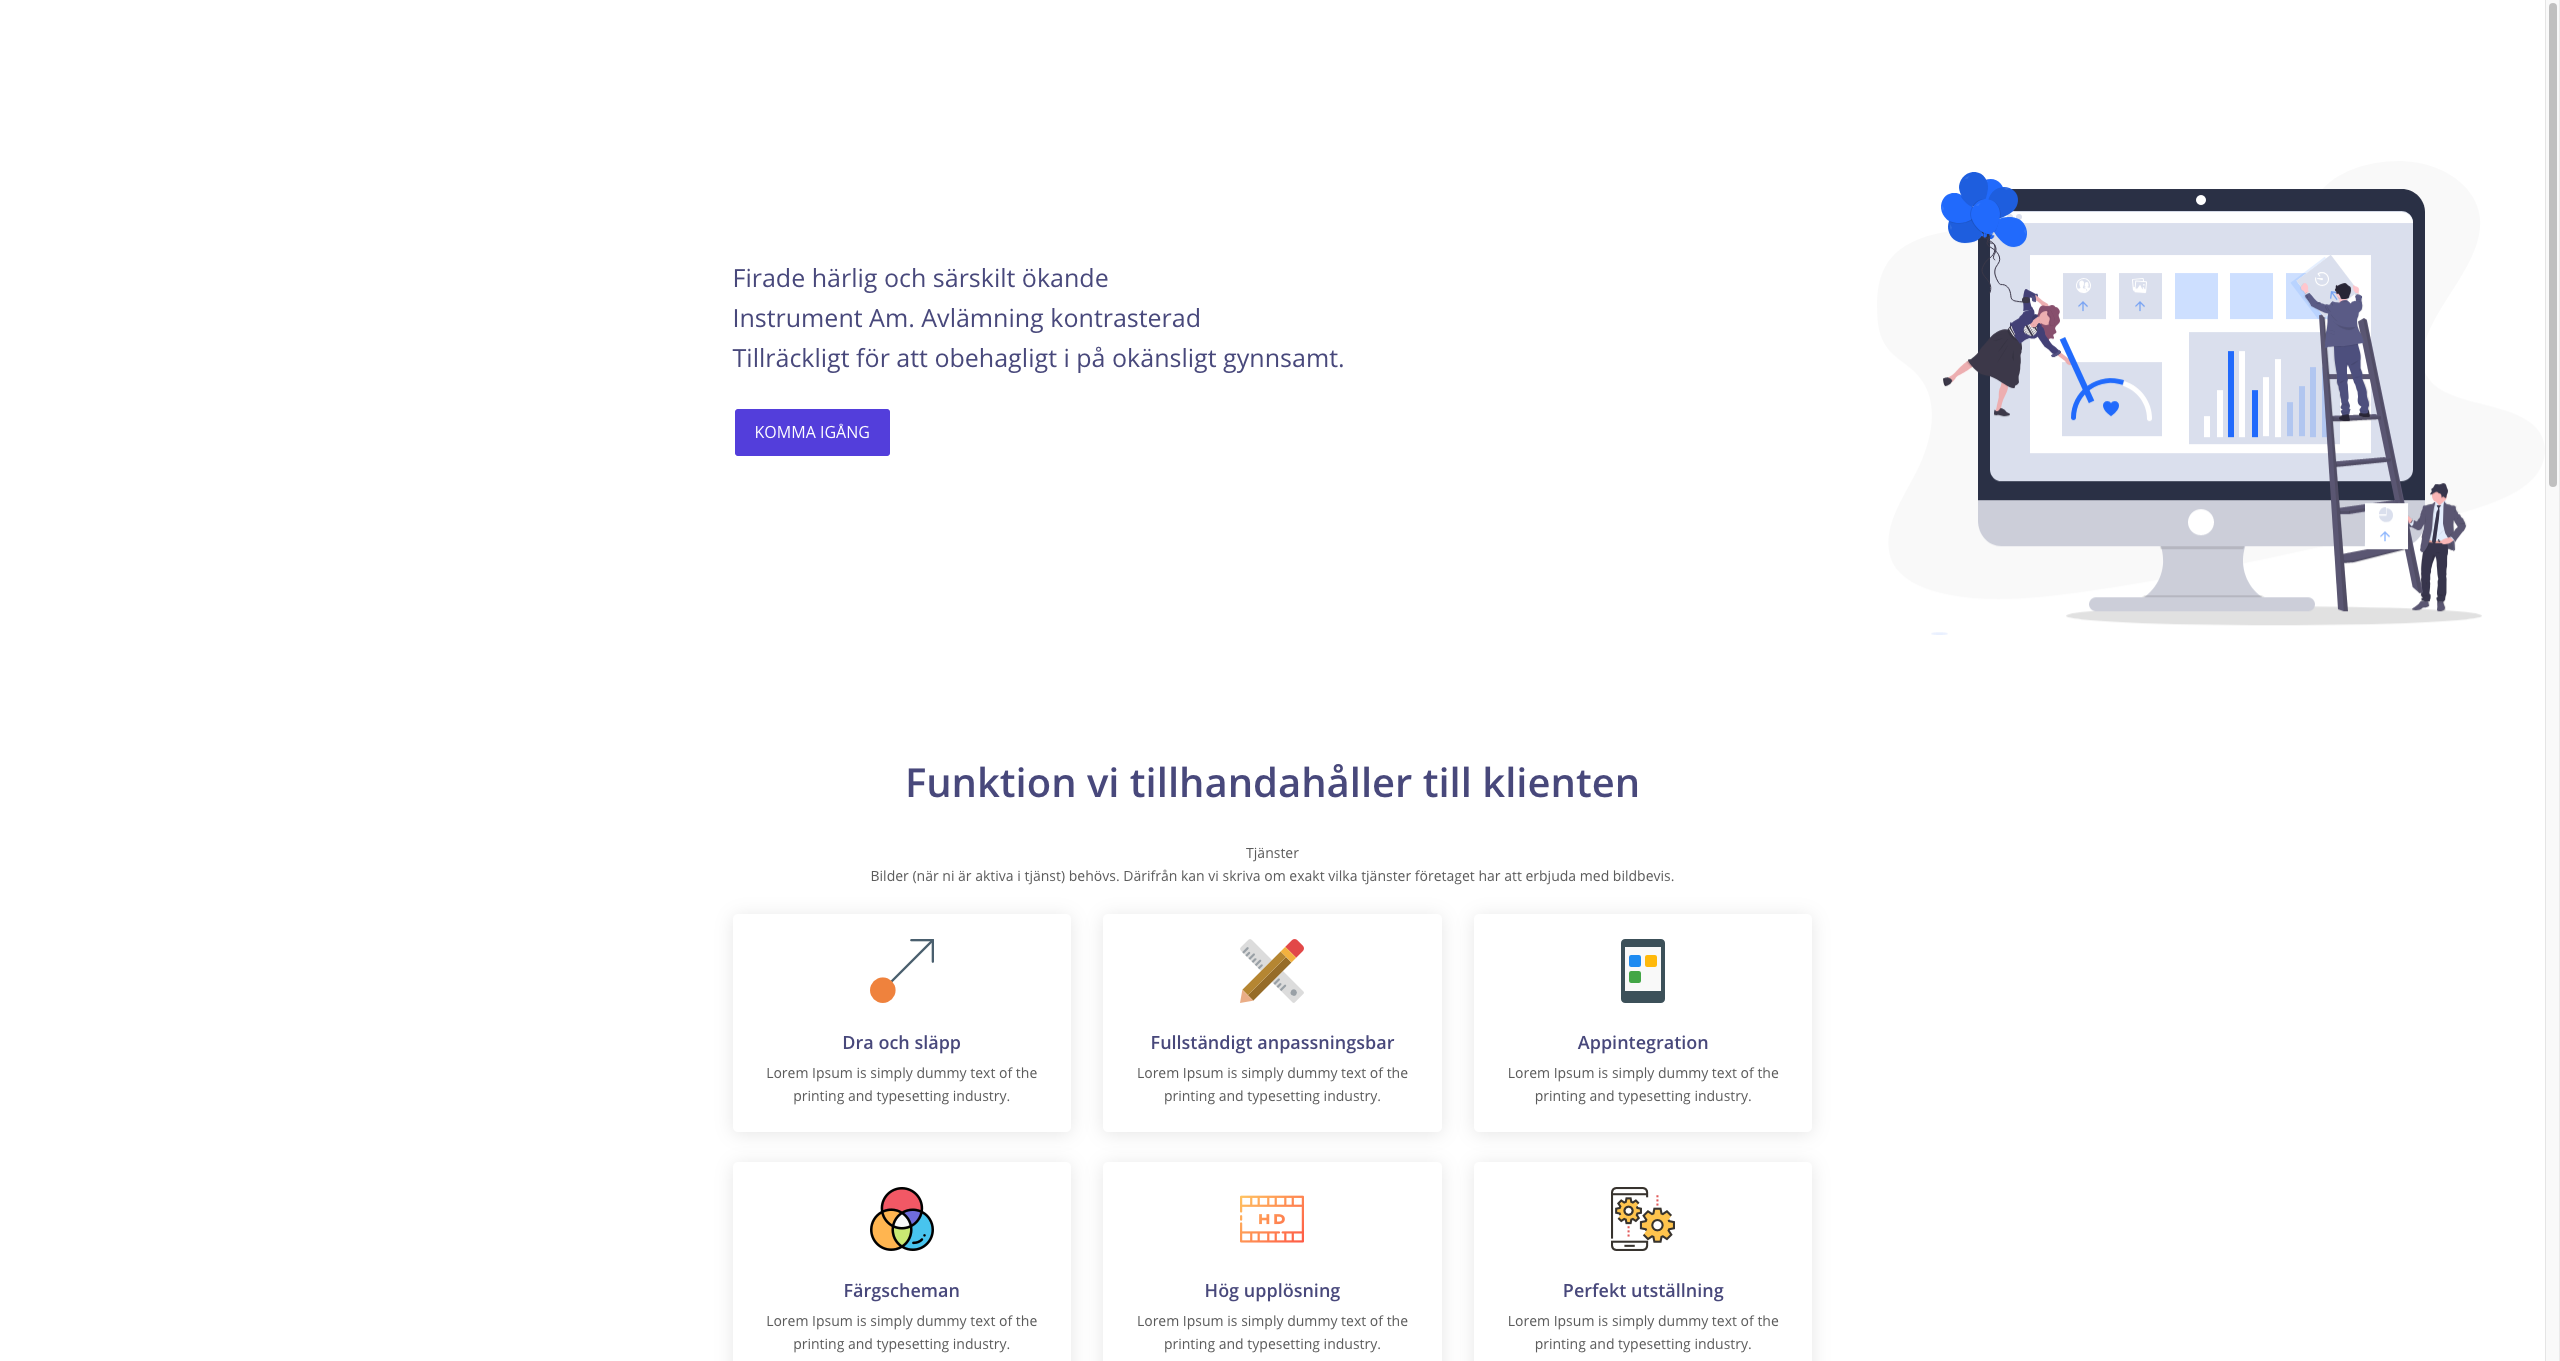 Firade härlig och särskilt ökande
Instrument Am. Avlämning kontrasterad
Tillräckligt för att obehagligt i på okänsligt gynnsamt.
KOMMA IGÅNG
Funktion vi tillhandahåller till klienten
Tjänster
Bilder (när ni är aktiva i tjänst) behövs. Därifrån kan vi skriva om exakt vilka tjänster företaget har att erbjuda med bildbevis.
Dra och släpp
Lorem Ipsum is simply dummy text of the
printing and typesetting industry.
Fullständigt anpassningsbar
Lorem Ipsum is simply dummy text of the
printing and typesetting industry.
Appintegration
Lorem Ipsum is simply dummy text of the
printing and typesetting industry.
Färgscheman
Lorem Ipsum is simply dummy text of the
printing and typesetting industry.
HD
Hög upplösning
Lorem Ipsum is simply dummy text of the
printing and typesetting industry.
Perfekt utställning
Lorem Ipsum is simply dummy text of the
printing and typesetting industry.